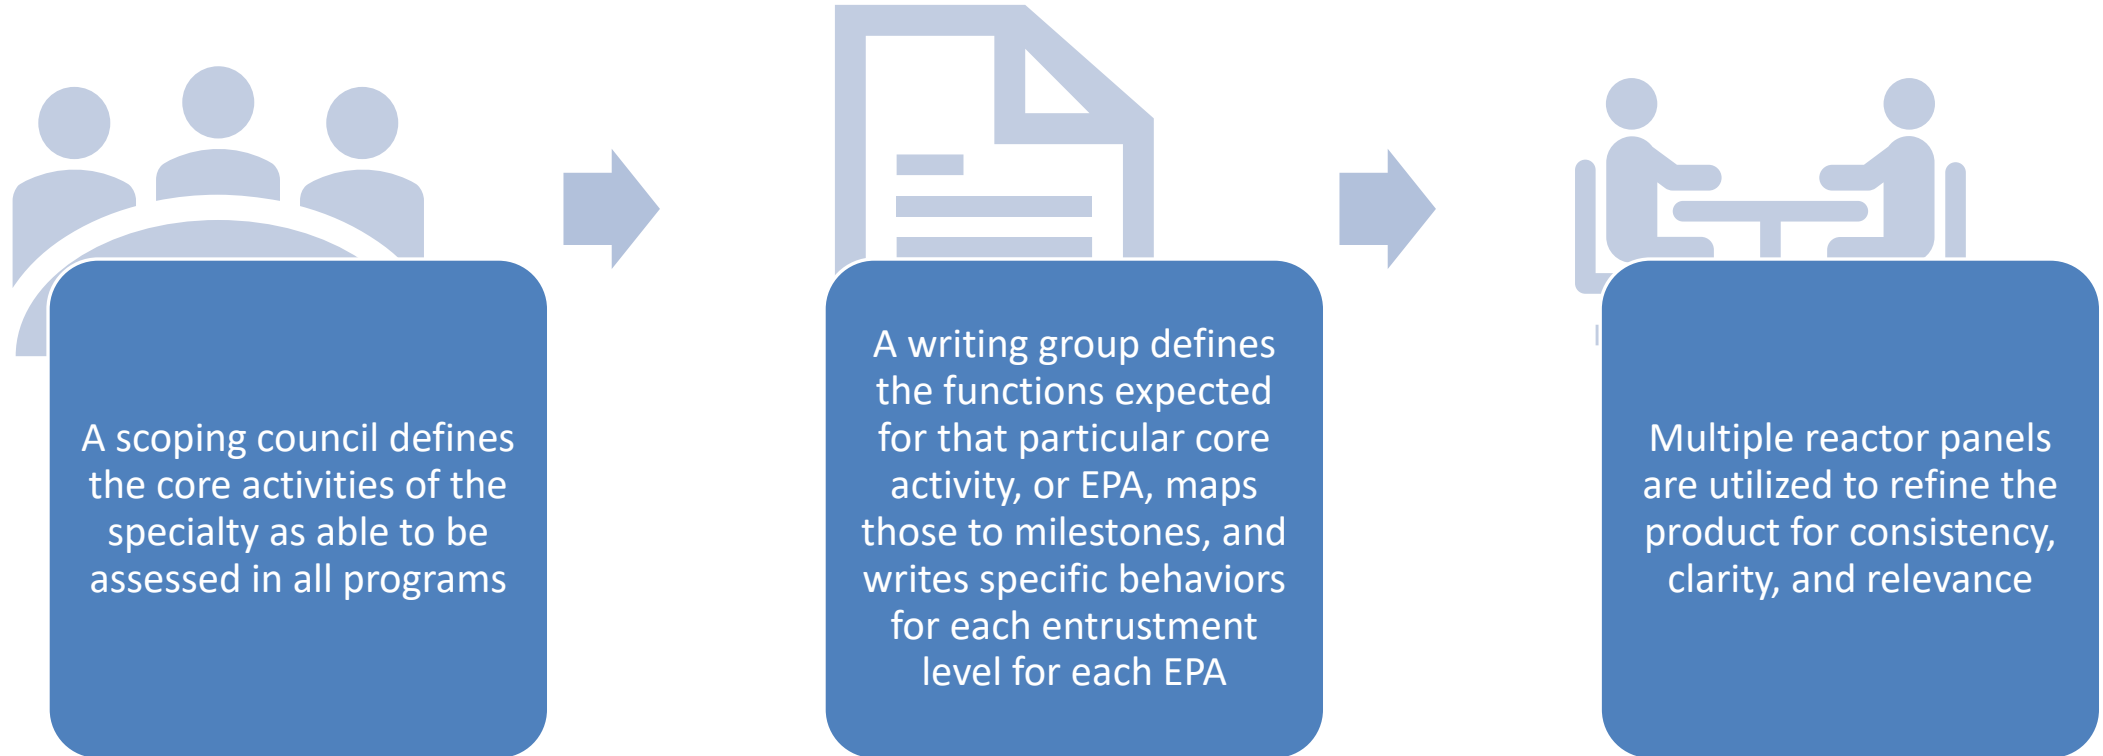 A scoping council defines
the core activities of the
specialty as able to be
assessed in all programs
A writing group defines
the functions expected
for that particular core
activity, or EPA, maps
those to milestones, and
writes specific behaviors
for each entrustment
level for each EPA
Multiple reactor panels
are utilized to refine the
product for consistency,
clarity, and relevance